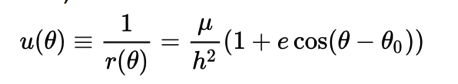 u(θ) ≡ 1/r(θ) = μ/h² (1 + e cos(θ − θ₀))